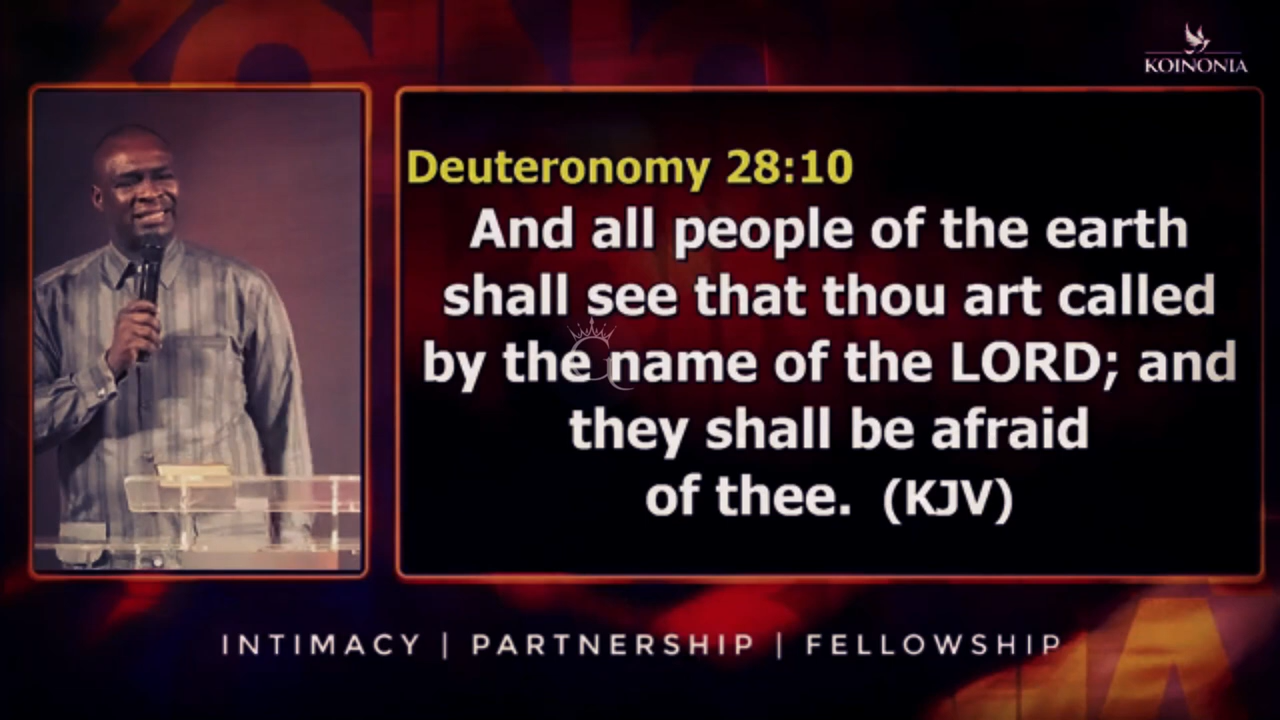 KOINONIA
Deuteronomy 28:10
And all people of the earth
shall see that thou art called
by the name of the LORD; and
they shall be afraid
of thee. (KJV)
INTIMACY | PARTNERSHIP | FELLOWSHIP